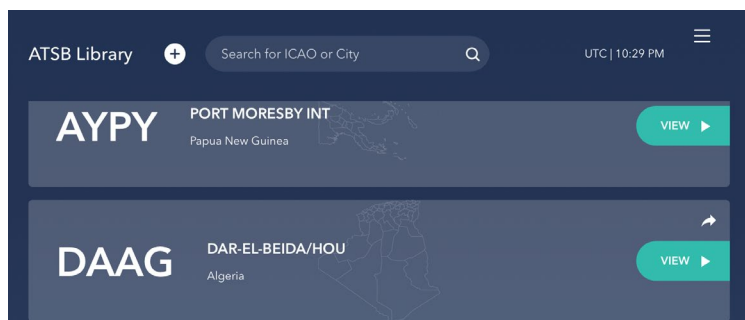 ATSB Library
Search for ICAO or City
UTC | 10:29 PM
AYPY
PORT MORESBY INT
Papua New Guinea
VIEW
DAAG
DAR-EL-BEIDA/HOU
Algeria
VIEW